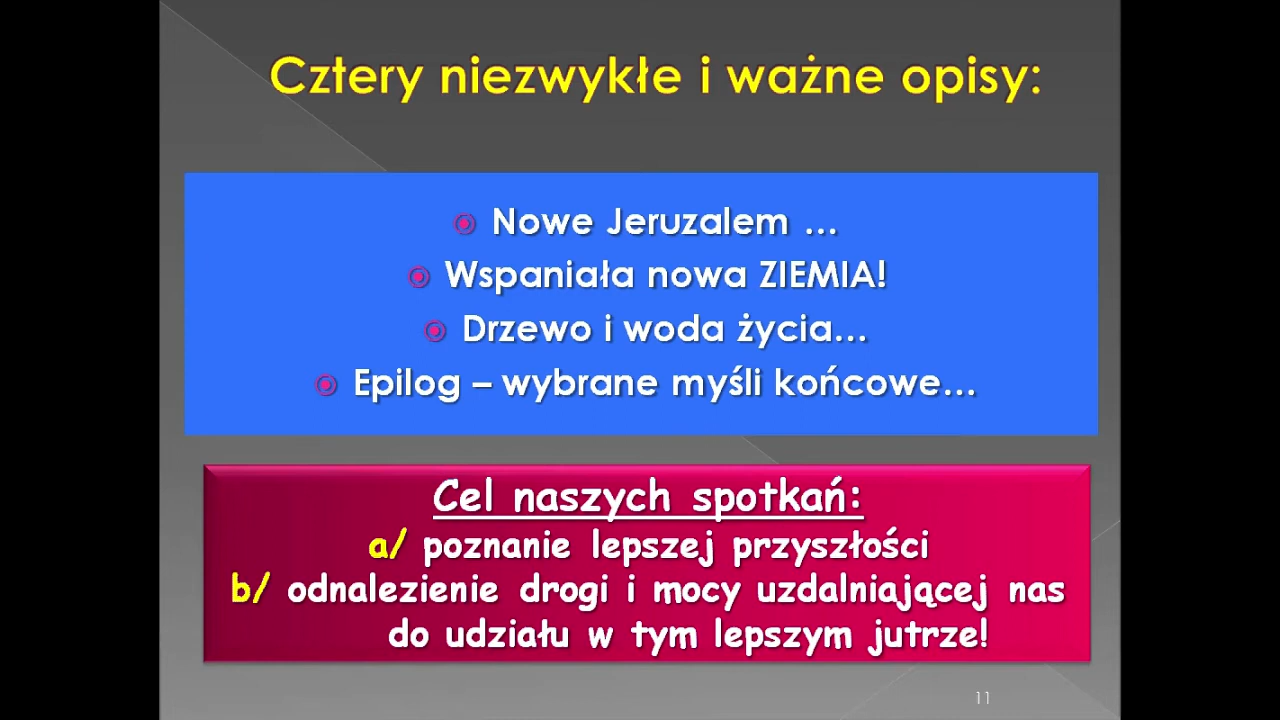 Cztery niezwykłe i ważne opisy:
Nowe Jeruzalem ...
Wspaniała nowa ZIEMIA!
Drzewo i woda życia...
Epilog – wybrane myśli końcowe...
Cel naszych spotkań:
a/ poznanie lepszej przyszłości
b/ odnalezienie drogi i mocy uzdalniającej nas
do udziału w tym lepszym jutrze!
11